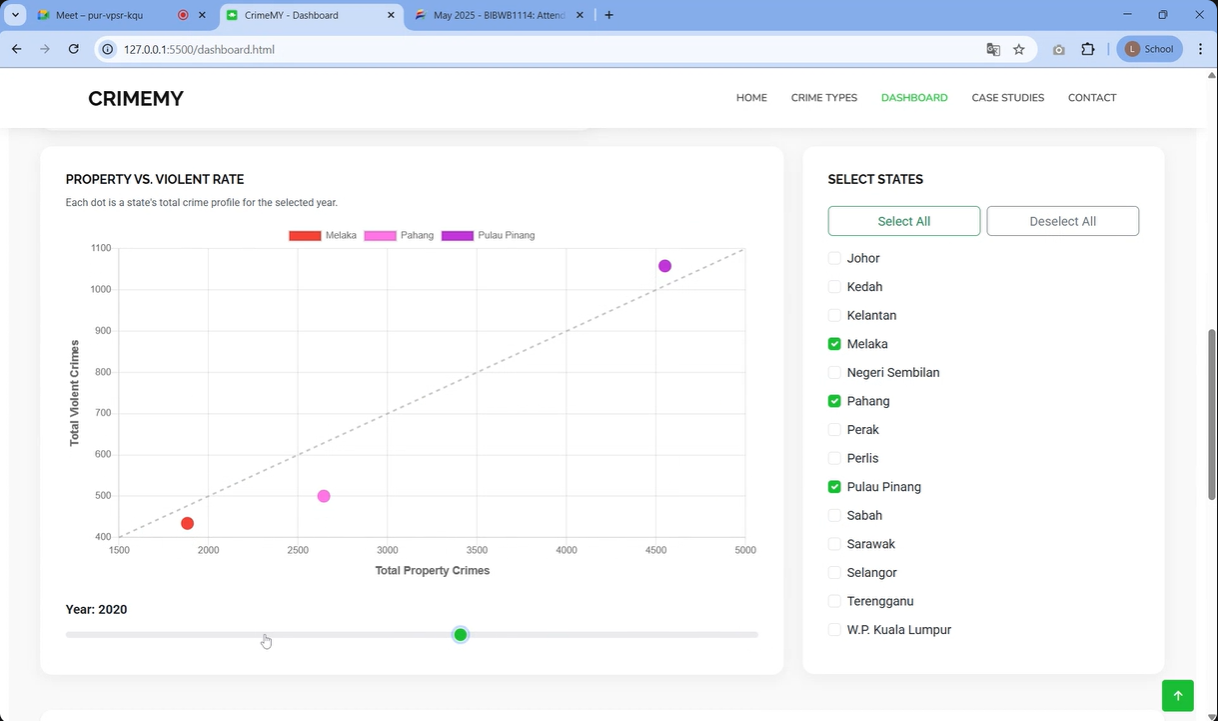 Meet – pur-vpsr-kqu
CrimeMY - Dashboard
May 2025 - BIBWB1114: Attend
127.0.0.1:5500/dashboard.html
L School
CRIMEMY
HOME CRIME TYPES DASHBOARD CASE STUDIES CONTACT
PROPERTY VS. VIOLENT RATE
Each dot is a state's total crime profile for the selected year.
Melaka Pahang Pulau Pinang
Total Violent Crimes
1100
1000
900
800
700
600
500
400
1500 2000 2500 3000 3500 4000 4500 5000
Total Property Crimes
Year: 2020
SELECT STATES
Select All Deselect All
Johor
Kedah
Kelantan
Melaka
Negeri Sembilan
Pahang
Perak
Perlis
Pulau Pinang
Sabah
Sarawak
Selangor
Terengganu
W.P. Kuala Lumpur